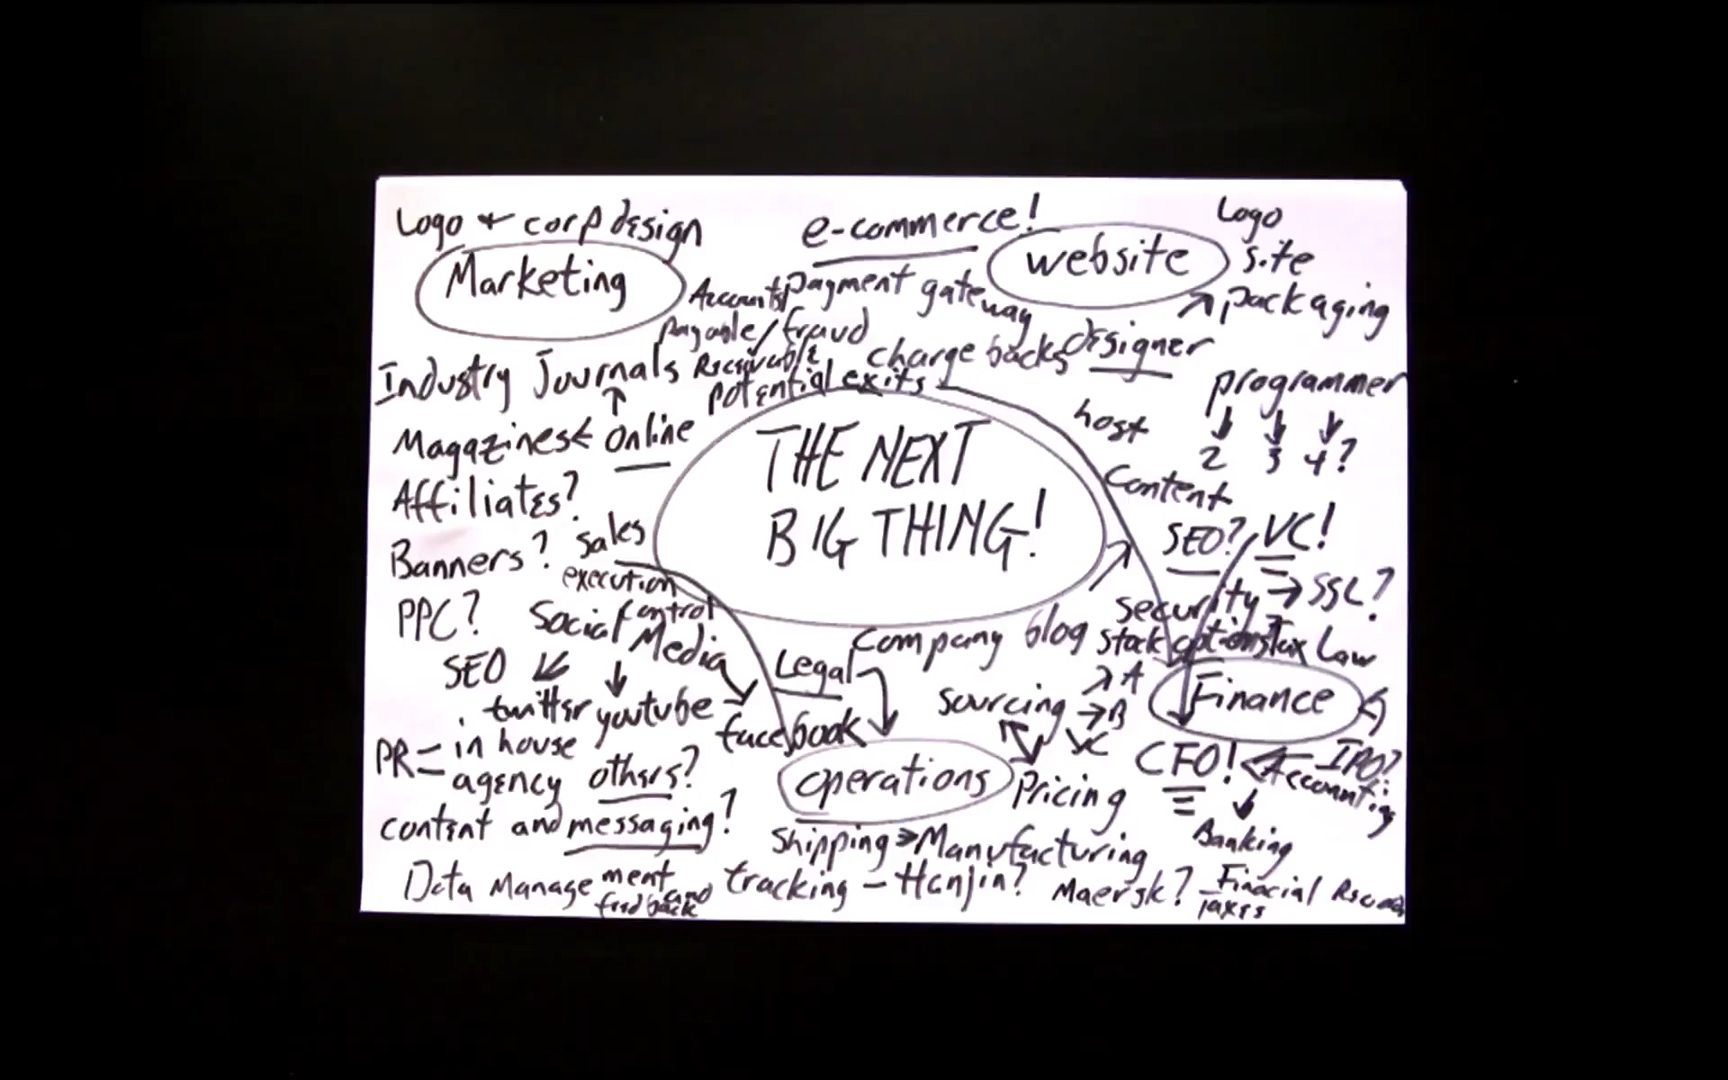 Logo + corp design
Marketing
e-commerce!
website
Logo
site
packaging
Accounts
payable/fraud
Receivable
payment gateway
charge backs
designer
potential exits
Industry Journals
Magazines
online
Affiliates?
Banners?
Sales
execution
control
PPC?
Social
Media
SEO
twitter youtube
facebook
THE NEXT
BIG THING!
programmer
2 3 4?
host
content
SEO?
VC!
security → SSL?
stock options
Tax Law
company blog
Legal
sourcing
A
B
C
Finance
PR
in house
agency
others?
operations
Pricing
CFO!
IPO?
Accounting
Banking
content and messaging?
Shipping
Manufacturing
Data Management
and
feedback
tracking - Hanjin?
Maersk?
Finacial
taxes